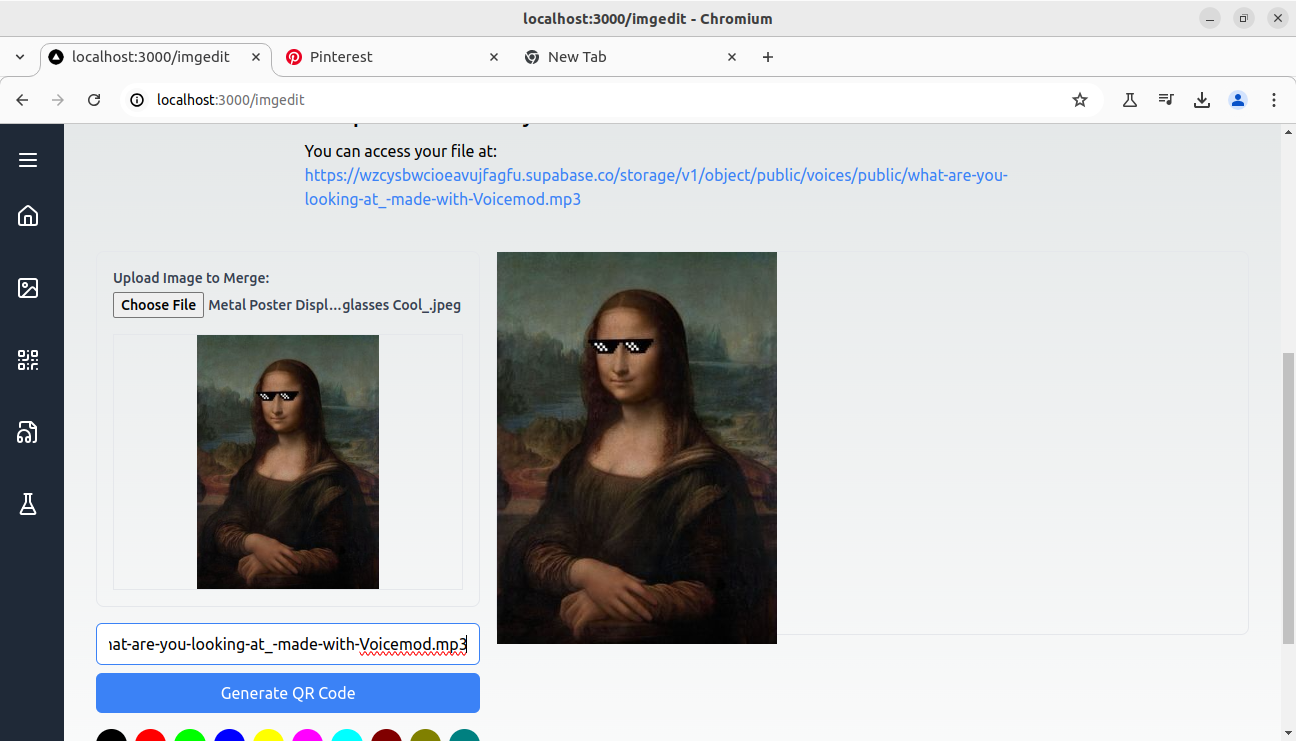 localhost:3000/imgedit - Chromium
localhost:3000/imgedit
Pinterest
New Tab
localhost:3000/imgedit
You can access your file at:
https://wzcysbwcioeavujfagfu.supabase.co/storage/v1/object/public/voices/public/what-are-you-
looking-at_-made-with-Voicemod.mp3
Upload Image to Merge:
Choose File Metal Poster Displ...glasses Cool_.jpeg
at-are-you-looking-at_-made-with-Voicemod.mp3
Generate QR Code